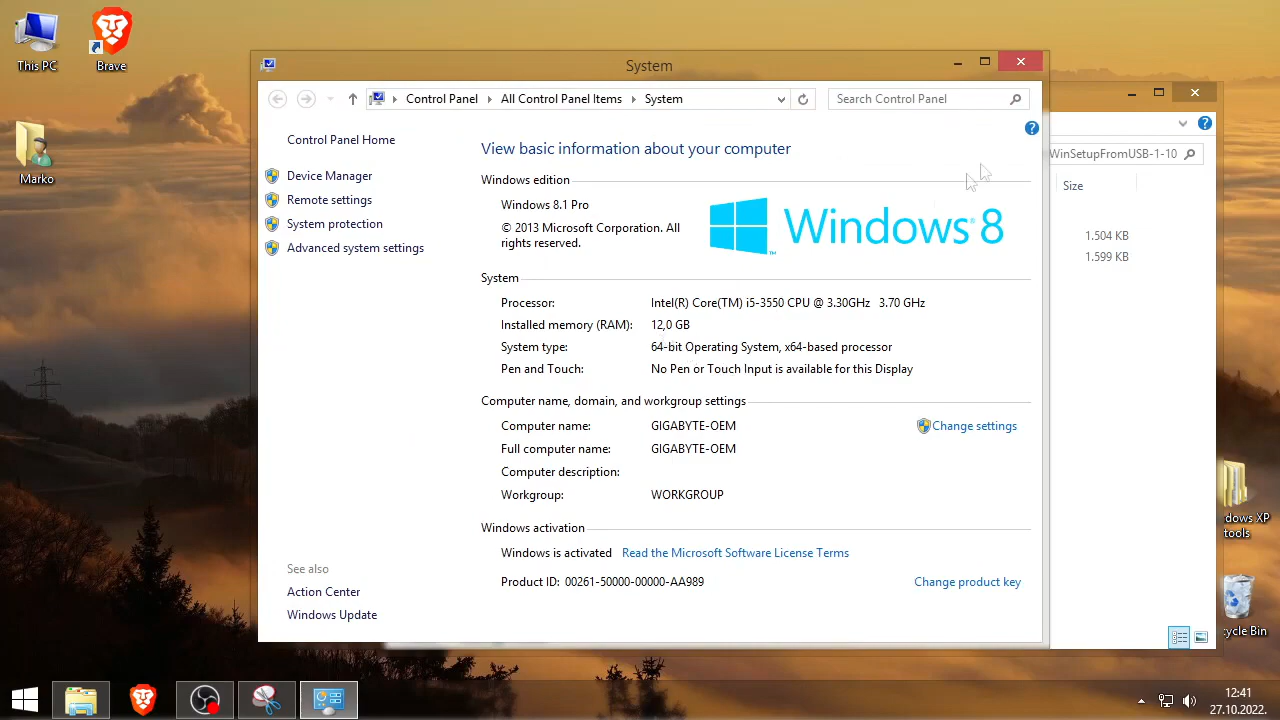 This PC
Brave
Marko
System
Control Panel
All Control Panel Items
System
Search Control Panel
WinSetupFromUSB-1-10
Size
1.504 KB
1.599 KB
Control Panel Home
Device Manager
Remote settings
System protection
Advanced system settings
See also
Action Center
Windows Update
View basic information about your computer
Windows edition
Windows 8.1 Pro
© 2013 Microsoft Corporation. All
rights reserved.
Windows® 8
™
System
Processor: Intel(R) Core(TM) i5-3550 CPU @ 3.30GHz 3.70 GHz
Installed memory (RAM): 12,0 GB
System type: 64-bit Operating System, x64-based processor
Pen and Touch: No Pen or Touch Input is available for this Display
Computer name, domain, and workgroup settings
Computer name: GIGABYTE-OEM
Change settings
Full computer name: GIGABYTE-OEM
Computer description:
Workgroup: WORKGROUP
Windows activation
Windows is activated Read the Microsoft Software License Terms
Product ID: 00261-50000-00000-AA989
Change product key
dows XP
tools
cycle Bin
12:41
27.10.2022.